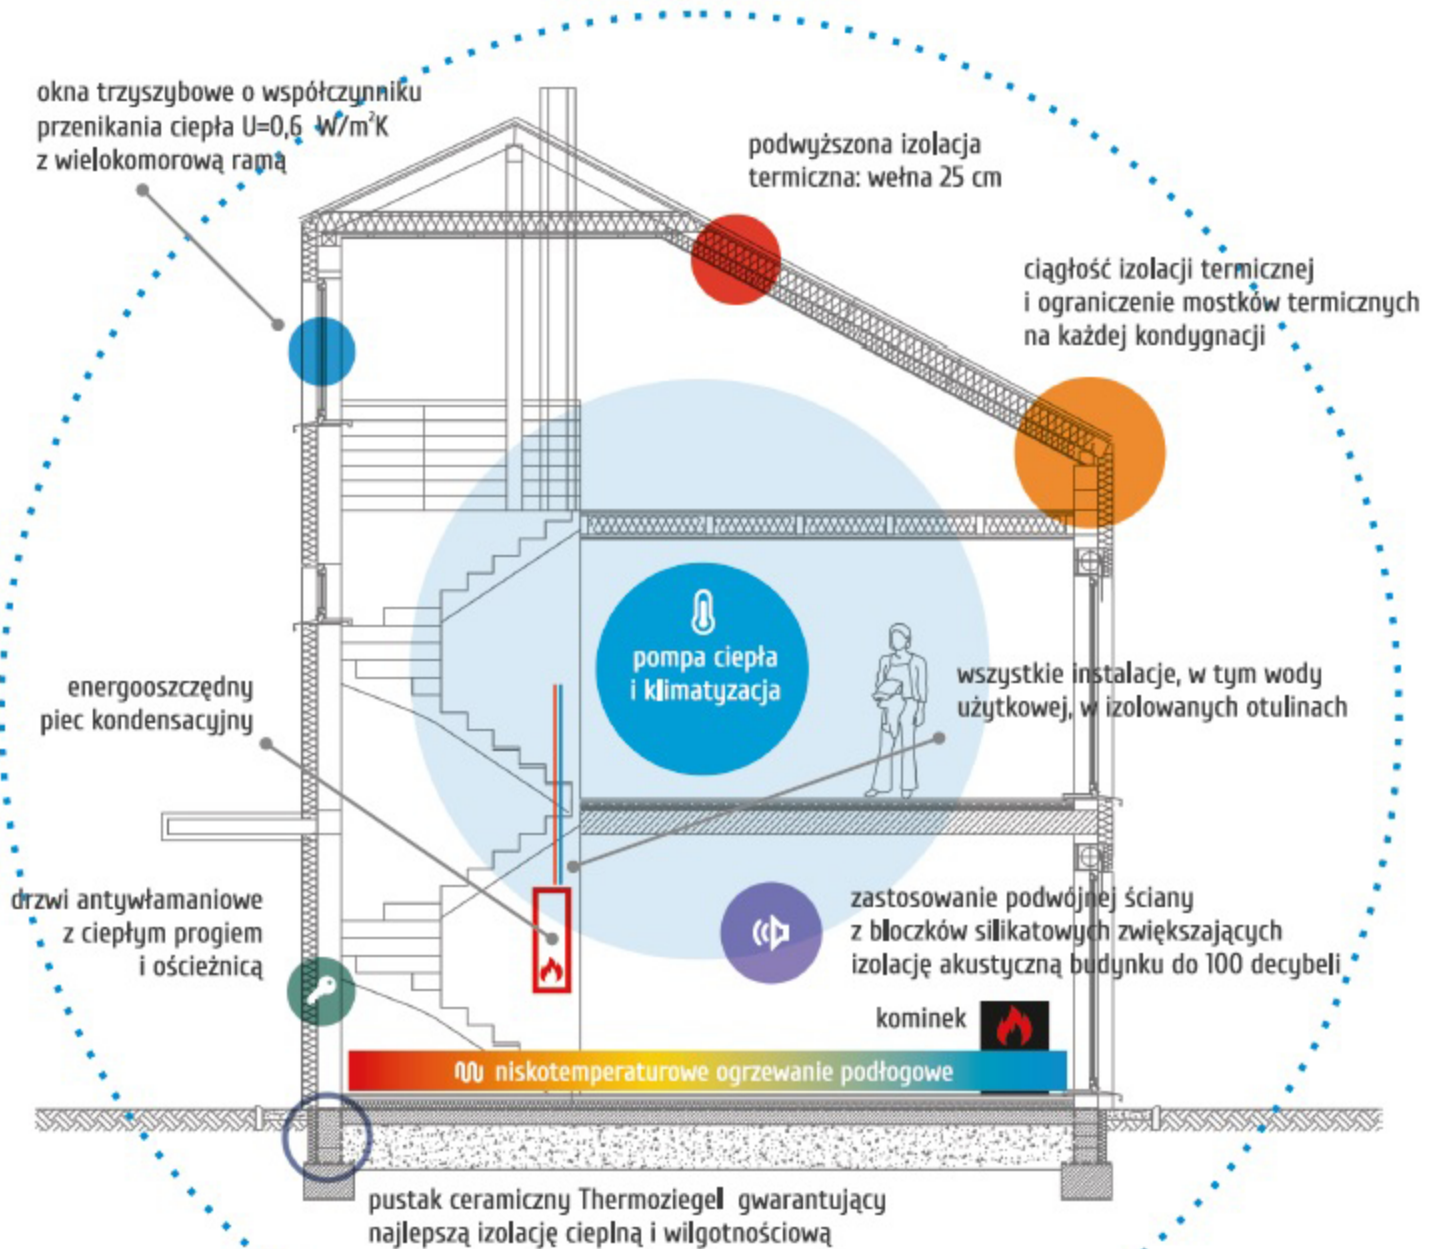 okna trzyszybowe o współczynniku
przenikania ciepła U=0,6 W/m²K
z wielokomorową ramą
podwyższona izolacja
termiczna: wełna 25 cm
ciągłość izolacji termicznej
i ograniczenie mostków termicznych
na każdej kondygnacji
pompa ciepła
i klimatyzacja
energooszczędny
piec kondensacyjny
wszystkie instalacje, w tym wody
użytkowej, w izolowanych otulinach
drzwi antywłamaniowe
z ciepłym progiem
i ościeżnicą
zastosowanie podwójnej ściany
z bloczków silikatowych zwiększających
izolację akustyczną budynku do 100 decybeli
kominek
niskotemperaturowe ogrzewanie podłogowe
pustak ceramiczny Thermoziegel gwarantujący
najlepszą izolację cieplną i wilgotnościową